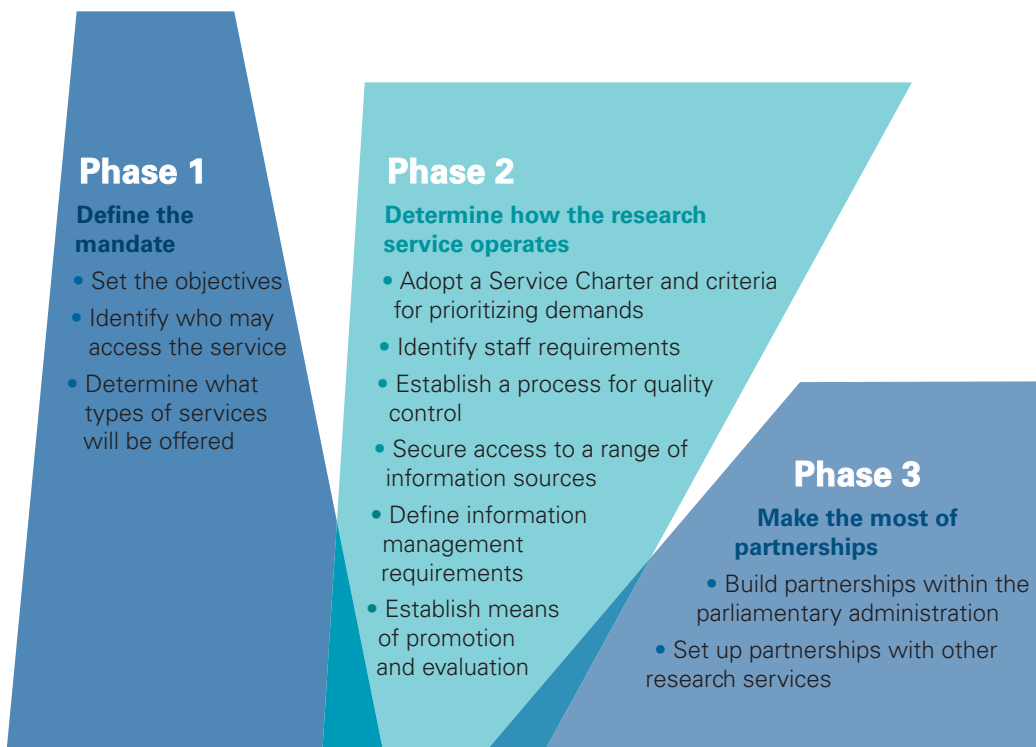 Phase 1
Define the
mandate
• Set the objectives
• Identify who may
access the service
• Determine what
types of services
will be offered
Phase 2
Determine how the research
service operates
• Adopt a Service Charter and criteria
for prioritizing demands
• Identify staff requirements
• Establish a process for quality
control
• Secure access to a range of
information sources
• Define information
management
requirements
• Establish means
of promotion
and evaluation
Phase 3
Make the most of
partnerships
• Build partnerships within the
parliamentary administration
• Set up partnerships with other
research services